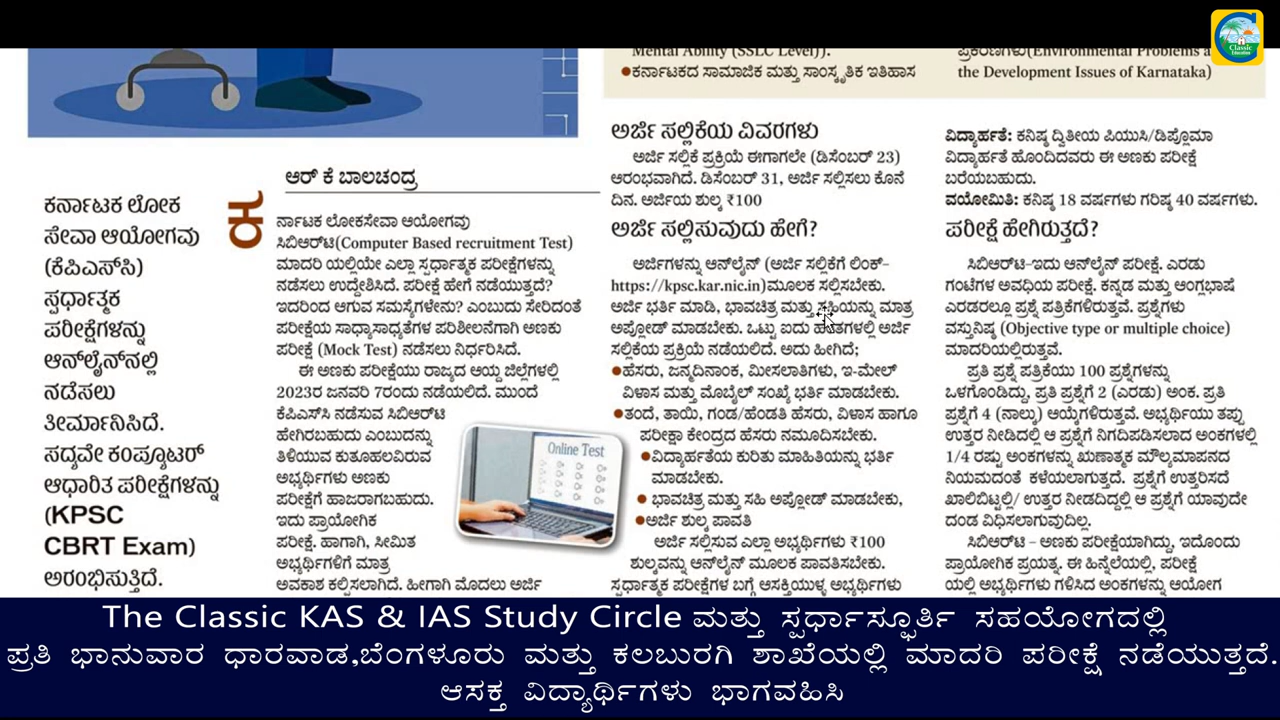 Classic
Education
Mental Ability (SSLC Level)).
●ಕರ್ನಾಟಕದ ಸಾಮಾಜಿಕ ಮತ್ತು ಸಾಂಸ್ಕೃತಿಕ ಇತಿಹಾಸ
ಪ್ರಕರಣಗಳು(Environmental Problems
the Development Issues of Karnataka)
ಆರ್ ಕೆ ಬಾಲಚಂದ್ರ
ಕರ್ನಾಟಕ ಲೋಕ
ಸೇವಾ ಆಯೋಗವು
(ಕೆಪಿಎಸ್‌ಸಿ)
ಸ್ಪರ್ಧಾತ್ಮಕ
ಪರೀಕ್ಷೆಗಳನ್ನು
ಆನ್‌ಲೈನ್‌ನಲ್ಲಿ
ನಡೆಸಲು
ತೀರ್ಮಾನಿಸಿದೆ.
ಸದ್ಯವೇ ಕಂಪ್ಯೂಟರ್
ಆಧಾರಿತ ಪರೀಕ್ಷೆಗಳನ್ನು
(KPSC
CBRT Exam)
ಆರಂಭಿಸುತ್ತಿದೆ.
ಕ
ರ್ನಾಟಕ ಲೋಕಸೇವಾ ಆಯೋಗವು
ಸಿಬಿಆರ್‌ಟಿ(Computer Based recruitment Test)
ಮಾದರಿ ಯಲ್ಲಿಯೇ ಎಲ್ಲಾ ಸ್ಪರ್ಧಾತ್ಮಕ ಪರೀಕ್ಷೆಗಳನ್ನು
ನಡೆಸಲು ಉದ್ದೇಶಿಸಿದೆ. ಪರೀಕ್ಷೆ ಹೇಗೆ ನಡೆಯುತ್ತದೆ?
ಇದರಿಂದ ಆಗುವ ಸಮಸ್ಯೆಗಳೇನು? ಎಂಬುದು ಸೇರಿದಂತೆ
ಪರೀಕ್ಷೆಯ ಸಾಧ್ಯಾಸಾಧ್ಯತೆಗಳ ಪರಿಶೀಲನೆಗಾಗಿ ಅಣಕು
ಪರೀಕ್ಷೆ (Mock Test) ನಡೆಸಲು ನಿರ್ಧರಿಸಿದೆ.
ಈ ಅಣಕು ಪರೀಕ್ಷೆಯು ರಾಜ್ಯದ ಆಯ್ದ ಜಿಲ್ಲೆಗಳಲ್ಲಿ
2023ರ ಜನವರಿ 7ರಂದು ನಡೆಯಲಿದೆ. ಮುಂದೆ
ಕೆಪಿಎಸ್‌ಸಿ ನಡೆಸುವ ಸಿಬಿಆರ್‌ಟಿ
ಹೇಗಿರಬಹುದು ಎಂಬುದನ್ನು
ತಿಳಿಯುವ ಕುತೂಹಲವಿರುವ
ಅಭ್ಯರ್ಥಿಗಳು ಅಣಕು
ಪರೀಕ್ಷೆಗೆ ಹಾಜರಾಗಬಹುದು.
ಇದು ಪ್ರಾಯೋಗಿಕ
ಪರೀಕ್ಷೆ. ಹಾಗಾಗಿ, ಸೀಮಿತ
ಅಭ್ಯರ್ಥಿಗಳಿಗೆ ಮಾತ್ರ
ಅವಕಾಶ ಕಲ್ಪಿಸಲಾಗಿದೆ. ಹೀಗಾಗಿ ಮೊದಲು ಅರ್ಜಿ
Online Test
ಅರ್ಜಿ ಸಲ್ಲಿಕೆಯ ವಿವರಗಳು
ಅರ್ಜಿ ಸಲ್ಲಿಕೆ ಪ್ರಕ್ರಿಯೆ ಈಗಾಗಲೇ (ಡಿಸೆಂಬರ್ 23)
ಆರಂಭವಾಗಿದೆ. ಡಿಸೆಂಬರ್ 31, ಅರ್ಜಿ ಸಲ್ಲಿಸಲು ಕೊನೆ
ದಿನ. ಅರ್ಜಿಯ ಶುಲ್ಕ ₹100
ಅರ್ಜಿ ಸಲ್ಲಿಸುವುದು ಹೇಗೆ?
ಅರ್ಜಿಗಳನ್ನು ಆನ್‌ಲೈನ್ (ಅರ್ಜಿ ಸಲ್ಲಿಕೆಗೆ ಲಿಂಕ್–
https://kpsc.kar.nic.in)ಮೂಲಕ ಸಲ್ಲಿಸಬೇಕು.
ಅರ್ಜಿ ಭರ್ತಿ ಮಾಡಿ, ಭಾವಚಿತ್ರ ಮತ್ತು ಸಹಿಯನ್ನು ಮಾತ್ರ
ಅಪ್ಲೋಡ್ ಮಾಡಬೇಕು. ಒಟ್ಟು ಐದು ಹಂತಗಳಲ್ಲಿ ಅರ್ಜಿ
ಸಲ್ಲಿಕೆಯ ಪ್ರಕ್ರಿಯೆ ನಡೆಯಲಿದೆ. ಅದು ಹೀಗಿದೆ;
●ಹೆಸರು, ಜನ್ಮದಿನಾಂಕ, ಮೀಸಲಾತಿಗಳು, ಇ-ಮೇಲ್
ವಿಳಾಸ ಮತ್ತು ಮೊಬೈಲ್ ಸಂಖ್ಯೆ ಭರ್ತಿ ಮಾಡಬೇಕು.
●ತಂದೆ, ತಾಯಿ, ಗಂಡ/ಹೆಂಡತಿ ಹೆಸರು, ವಿಳಾಸ ಹಾಗೂ
ಪರೀಕ್ಷಾ ಕೇಂದ್ರದ ಹೆಸರು ನಮೂದಿಸಬೇಕು.
●ವಿದ್ಯಾರ್ಹತೆಯ ಕುರಿತು ಮಾಹಿತಿಯನ್ನು ಭರ್ತಿ
ಮಾಡಬೇಕು.
● ಭಾವಚಿತ್ರ ಮತ್ತು ಸಹಿ ಅಪ್ಲೋಡ್ ಮಾಡಬೇಕು,
●ಅರ್ಜಿ ಶುಲ್ಕ ಪಾವತಿ
ಅರ್ಜಿ ಸಲ್ಲಿಸುವ ಎಲ್ಲಾ ಅಭ್ಯರ್ಥಿಗಳು ₹100
ಶುಲ್ಕವನ್ನು ಆನ್‌ಲೈನ್ ಮೂಲಕ ಪಾವತಿಸಬೇಕು.
ಸ್ಪರ್ಧಾತ್ಮಕ ಪರೀಕ್ಷೆಗಳ ಬಗ್ಗೆ ಆಸಕ್ತಿಯುಳ್ಳ ಅಭ್ಯರ್ಥಿಗಳು
ವಿದ್ಯಾರ್ಹತೆ: ಕನಿಷ್ಠ ದ್ವಿತೀಯ ಪಿಯುಸಿ/ಡಿಪ್ಲೊಮಾ
ವಿದ್ಯಾರ್ಹತೆ ಹೊಂದಿದವರು ಈ ಅಣಕು ಪರೀಕ್ಷೆ
ಬರೆಯಬಹುದು.
ವಯೋಮಿತಿ: ಕನಿಷ್ಠ 18 ವರ್ಷಗಳು ಗರಿಷ್ಠ 40 ವರ್ಷಗಳು.
ಪರೀಕ್ಷೆ ಹೇಗಿರುತ್ತದೆ?
ಸಿಬಿಆರ್‌ಟಿ–ಇದು ಆನ್‌ಲೈನ್ ಪರೀಕ್ಷೆ. ಎರಡು
ಗಂಟೆಗಳ ಅವಧಿಯ ಪರೀಕ್ಷೆ. ಕನ್ನಡ ಮತ್ತು ಆಂಗ್ಲಭಾಷೆ
ಎರಡರಲ್ಲೂ ಪ್ರಶ್ನೆ ಪತ್ರಿಕೆಗಳಿರುತ್ತವೆ. ಪ್ರಶ್ನೆಗಳು
ವಸ್ತುನಿಷ್ಠ (Objective type or multiple choice)
ಮಾದರಿಯಲ್ಲಿರುತ್ತವೆ.
ಪ್ರತಿ ಪ್ರಶ್ನೆ ಪತ್ರಿಕೆಯು 100 ಪ್ರಶ್ನೆಗಳನ್ನು
ಒಳಗೊಂಡಿದ್ದು, ಪ್ರತಿ ಪ್ರಶ್ನೆಗೆ 2 (ಎರಡು) ಅಂಕ. ಪ್ರತಿ
ಪ್ರಶ್ನೆಗೆ 4 (ನಾಲ್ಕು) ಆಯ್ಕೆಗಳಿರುತ್ತವೆ. ಅಭ್ಯರ್ಥಿಯು ತಪ್ಪು
ಉತ್ತರ ನೀಡಿದಲ್ಲಿ ಆ ಪ್ರಶ್ನೆಗೆ ನಿಗದಿಪಡಿಸಲಾದ ಅಂಕಗಳಲ್ಲಿ
1/4 ರಷ್ಟು ಅಂಕಗಳನ್ನು ಋಣಾತ್ಮಕ ಮೌಲ್ಯಮಾಪನದ
ನಿಯಮದಂತೆ ಕಳೆಯಲಾಗುತ್ತದೆ. ಪ್ರಶ್ನೆಗೆ ಉತ್ತರಿಸದೆ
ಖಾಲಿಬಿಟ್ಟಲ್ಲಿ/ ಉತ್ತರ ನೀಡದಿದ್ದಲ್ಲಿ ಆ ಪ್ರಶ್ನೆಗೆ ಯಾವುದೇ
ದಂಡ ವಿಧಿಸಲಾಗುವುದಿಲ್ಲ.
ಸಿಬಿಆರ್‌ಟಿ – ಅಣಕು ಪರೀಕ್ಷೆಯಾಗಿದ್ದು, ಇದೊಂದು
ಪ್ರಾಯೋಗಿಕ ಪ್ರಯತ್ನ. ಈ ಹಿನ್ನೆಲೆಯಲ್ಲಿ, ಪರೀಕ್ಷೆ
ಯಲ್ಲಿ ಅಭ್ಯರ್ಥಿಗಳು ಗಳಿಸಿದ ಅಂಕಗಳನ್ನು ಆಯೋಗ
The Classic KAS & IAS Study Circle ಮತ್ತು ಸ್ಪರ್ಧಾಸ್ಫೂರ್ತಿ ಸಹಯೋಗದಲ್ಲಿ
ಪ್ರತಿ ಭಾನುವಾರ ಧಾರವಾಡ,ಬೆಂಗಳೂರು ಮತ್ತು ಕಲಬುರಗಿ ಶಾಖೆಯಲ್ಲಿ ಮಾದರಿ ಪರೀಕ್ಷೆ ನಡೆಯುತ್ತದೆ.
ಆಸಕ್ತ ವಿದ್ಯಾರ್ಥಿಗಳು ಭಾಗವಹಿಸಿ